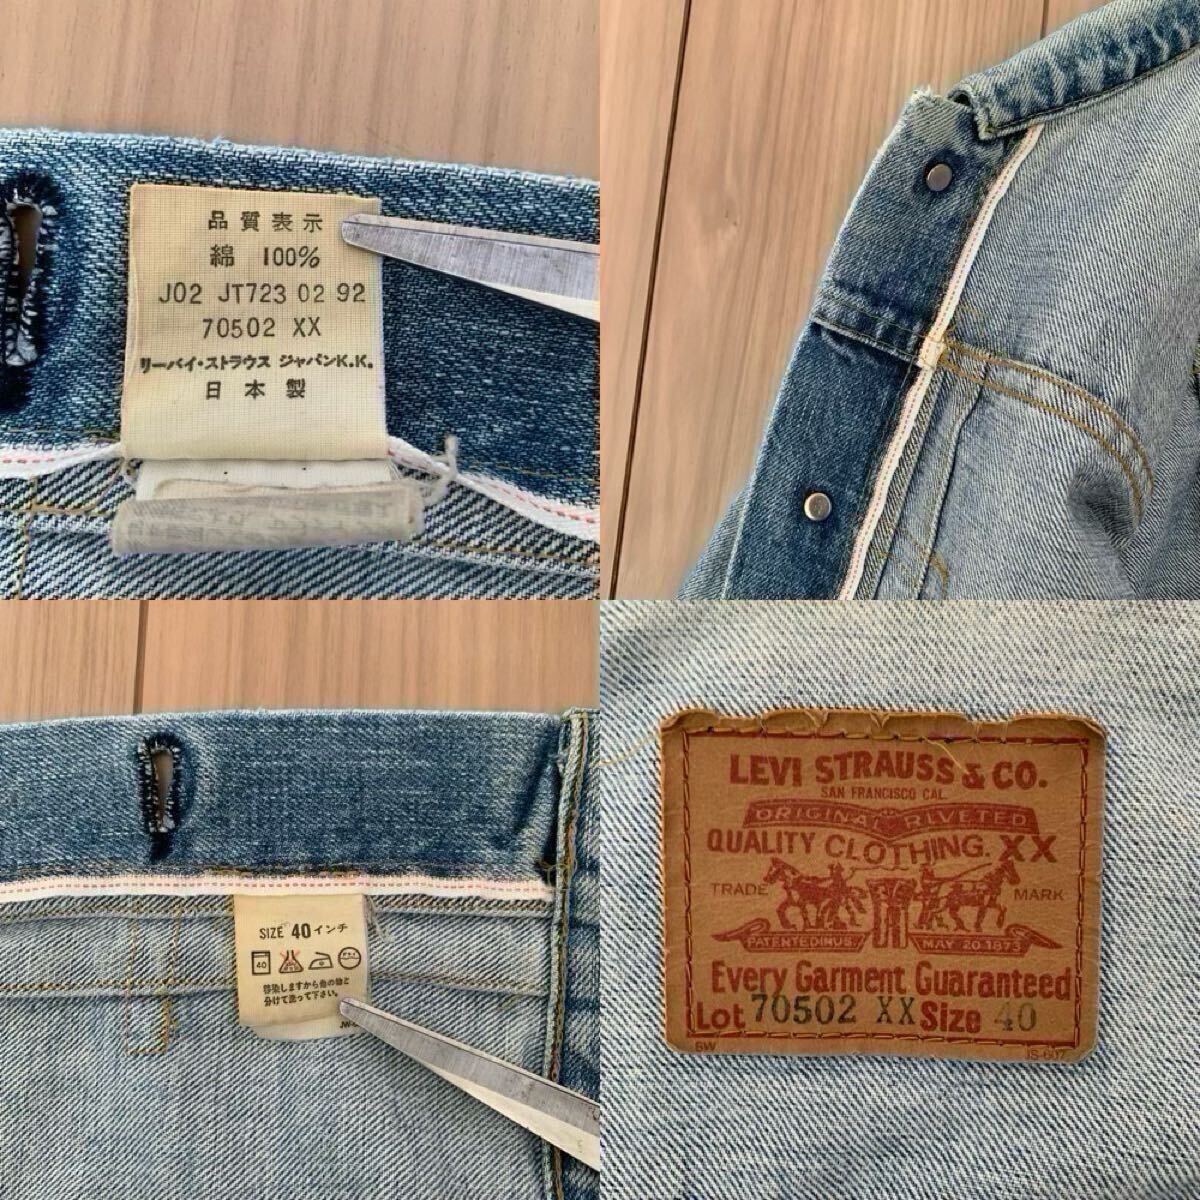 品質表示
綿 100%
J02 JT723 02 92
70502 XX
リーバイ・ストラウス ジャパンK.K.
日本製
SIZE 40インチ
40
移染しますから他の物と
分けて洗って下さい。
LEVI STRAUSS & CO.
SAN FRANCISCO CAL.
ORIGINAL RIVETED
QUALITY CLOTHING. XX
TRADE MARK
PATENTED IN U.S. MAY 20 1873
Every Garment Guaranteed
Lot 70502 XX Size 40
SW JS-607